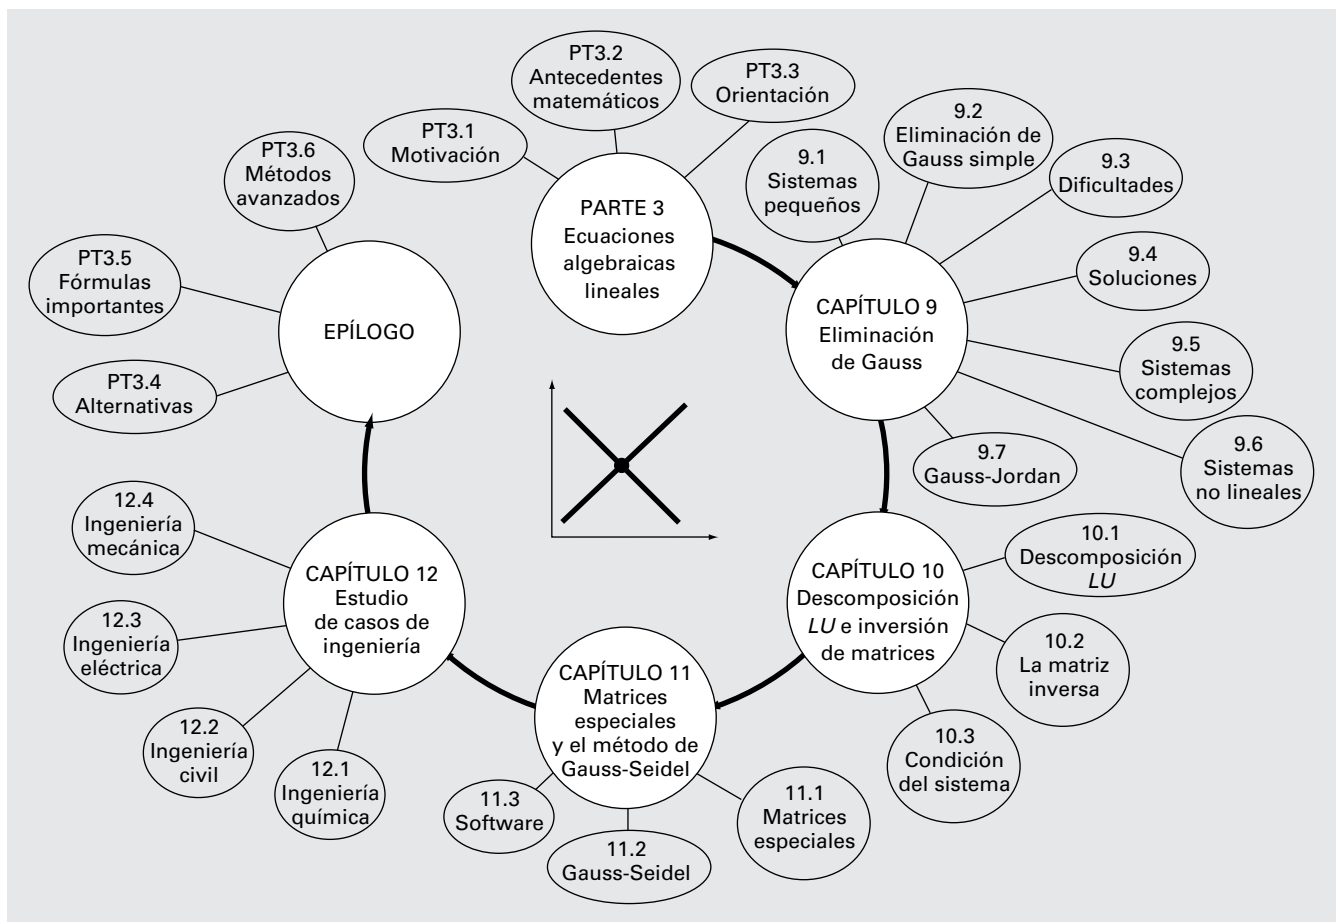 PT3.1
Motivación
PT3.2
Antecedentes
matemáticos
PT3.3
Orientación
PARTE 3
Ecuaciones
algebraicas
lineales
9.1
Sistemas
pequeños
9.2
Eliminación de
Gauss simple
9.3
Dificultades
9.4
Soluciones
9.5
Sistemas
complejos
9.6
Sistemas
no lineales
9.7
Gauss-Jordan
CAPÍTULO 9
Eliminación
de Gauss
CAPÍTULO 10
Descomposición
LU e inversión
de matrices
10.1
Descomposición
LU
10.2
La matriz
inversa
10.3
Condición
del sistema
CAPÍTULO 11
Matrices
especiales
y el método de
Gauss-Seidel
11.1
Matrices
especiales
11.2
Gauss-Seidel
11.3
Software
CAPÍTULO 12
Estudio
de casos de
ingeniería
12.1
Ingeniería
química
12.2
Ingeniería
civil
12.3
Ingeniería
eléctrica
12.4
Ingeniería
mecánica
EPÍLOGO
PT3.4
Alternativas
PT3.5
Fórmulas
importantes
PT3.6
Métodos
avanzados